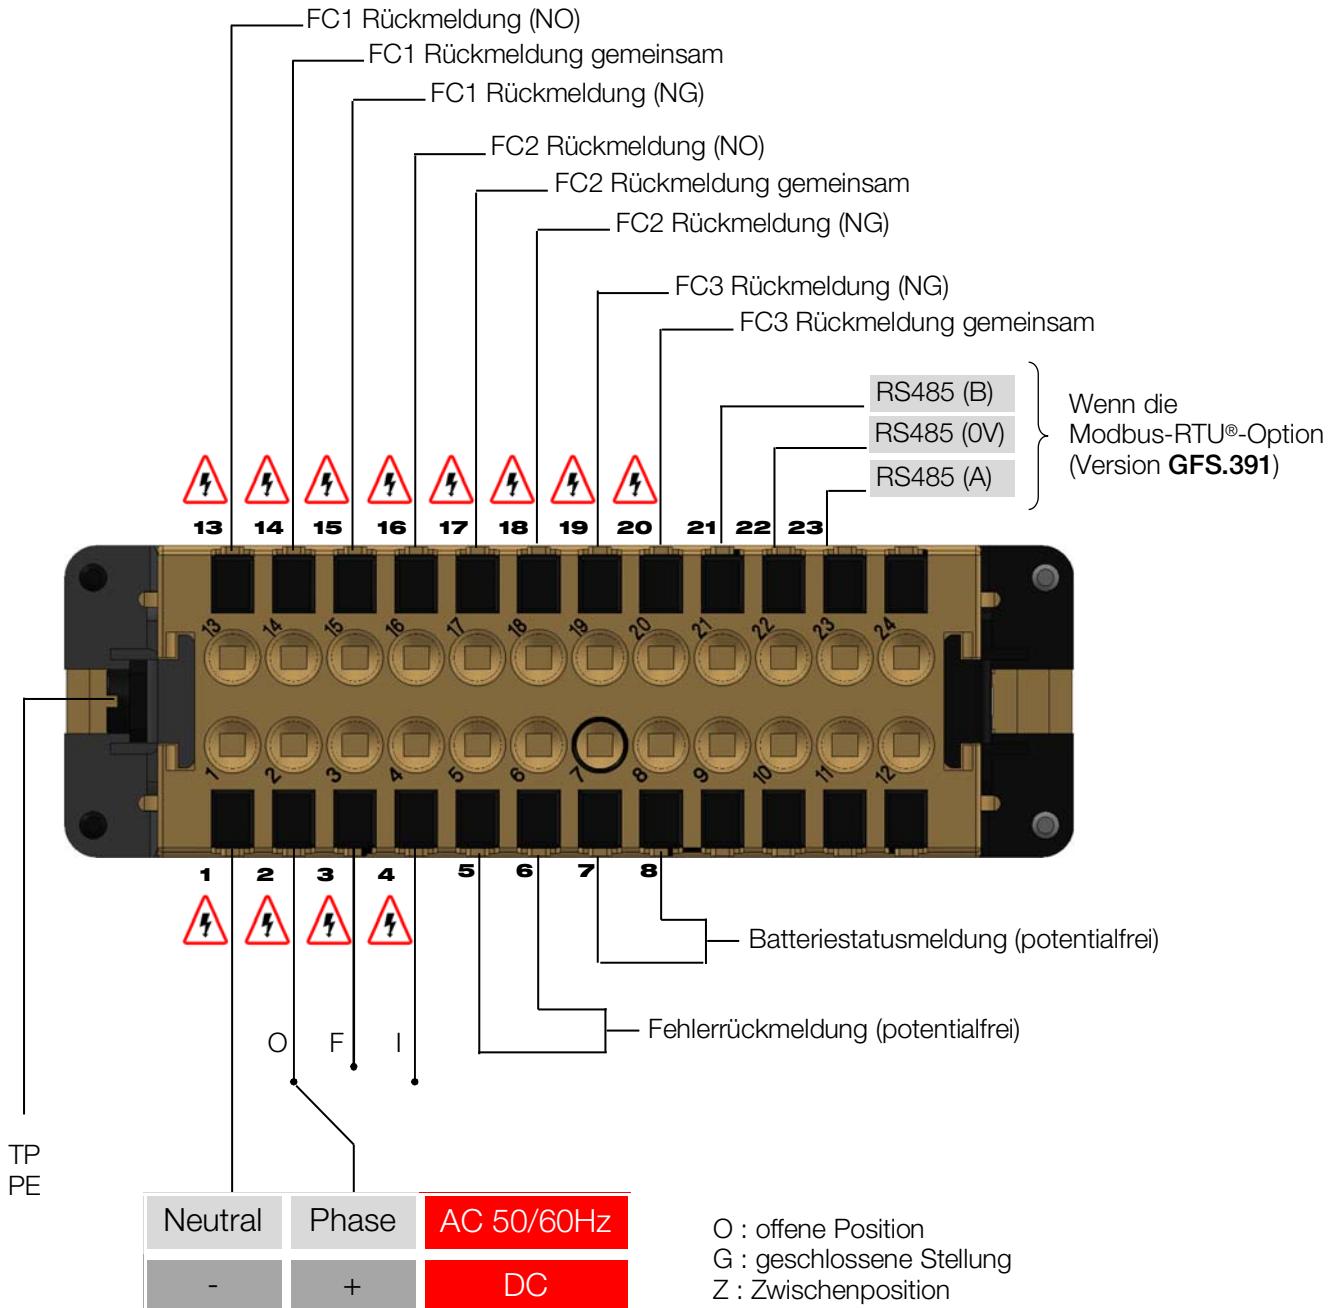 FC1 Rückmeldung (NO)
FC1 Rückmeldung gemeinsam
FC1 Rückmeldung (NG)
FC2 Rückmeldung (NO)
FC2 Rückmeldung gemeinsam
FC2 Rückmeldung (NG)
FC3 Rückmeldung (NG)
FC3 Rückmeldung gemeinsam
RS485 (B)
RS485 (0V)
RS485 (A)
Wenn die
Modbus-RTU®-Option
(Version GFS.391)
13 14 15 16 17 18 19 20 21 22 23
13 14 15 16 17 18 19 20 21 22 23 24
1 2 3 4 5 6 7 8 9 10 11 12
1 2 3 4 5 6 7 8
Batteriestatusmeldung (potentialfrei)
Fehlerrückmeldung (potentialfrei)
O F I
TP
PE
Neutral Phase AC 50/60Hz
- + DC
O : offene Position
G : geschlossene Stellung
Z : Zwischenposition